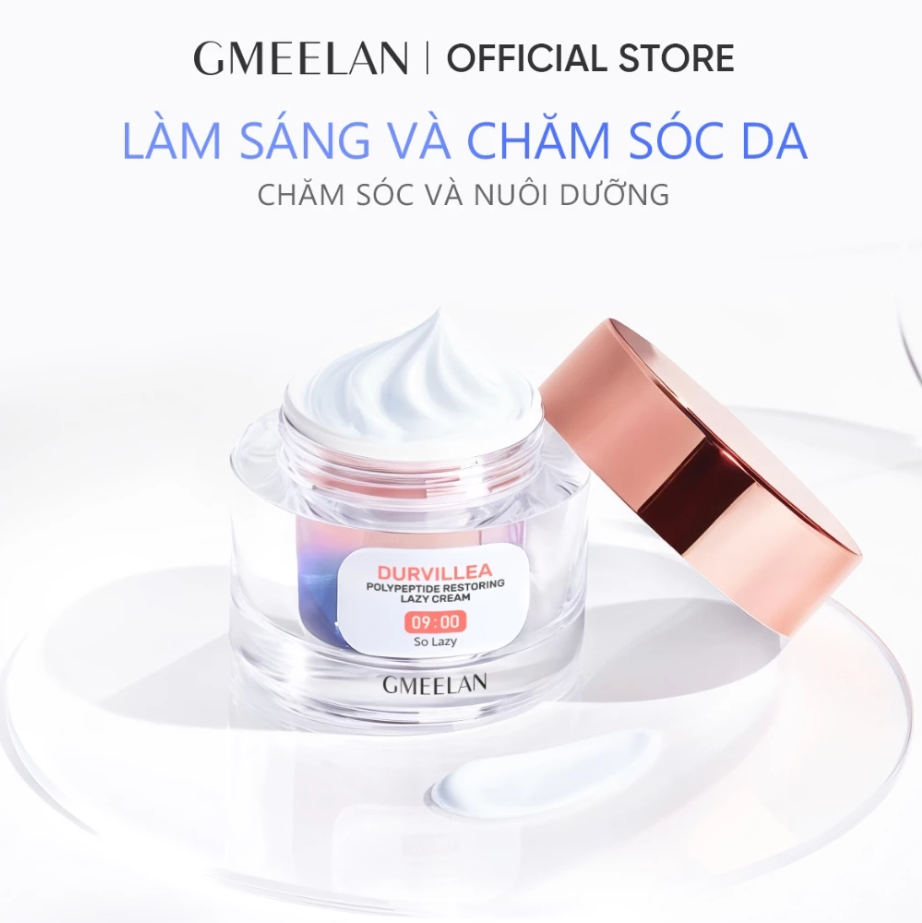 GMEELAN | OFFICIAL STORE
LÀM SÁNG VÀ CHĂM SÓC DA
CHĂM SÓC VÀ NUÔI DƯỠNG
DURVILLEA
POLYPEPTIDE RESTORING
LAZY CREAM
09:00
So Lazy
GMEELAN